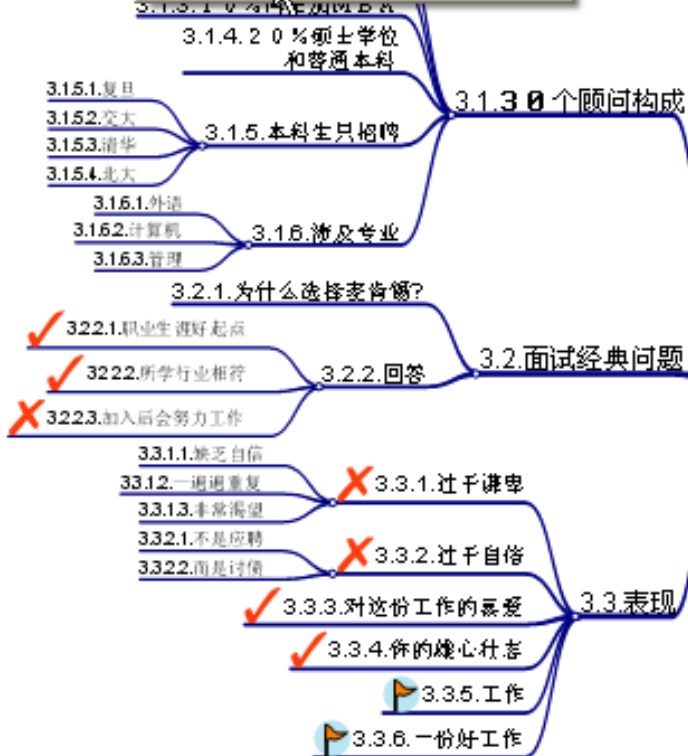 3.1.4.20%硕士学位
和普通本科
3.1.5.1.复旦
3.1.5.2.交大
3.1.5.3.清华
3.1.5.4.北大
3.1.5.本科生只招聘
3.1.30个顾问构成
3.1.6.1.外语
3.1.6.2.计算机
3.1.6.3.管理
3.1.6.涉及专业
3.2.1.为什么选择麦肯锡?
3.2.2.1.职业生涯好起点
3.2.2.2.所学行业相符
3.2.2.3.加入后会努力工作
3.2.2.回答
3.2.面试经典问题
3.3.1.1.缺乏自信
3.3.1.2.一遍遍重复
3.3.1.3.非常渴望
3.3.1.过于谦卑
3.3.2.1.不是应聘
3.3.2.2.而是讨债
3.3.2.过于自信
3.3.3.对这份工作的喜爱
3.3.4.你的雄心壮志
3.3.5.工作
3.3.6.一份好工作
3.3.表现